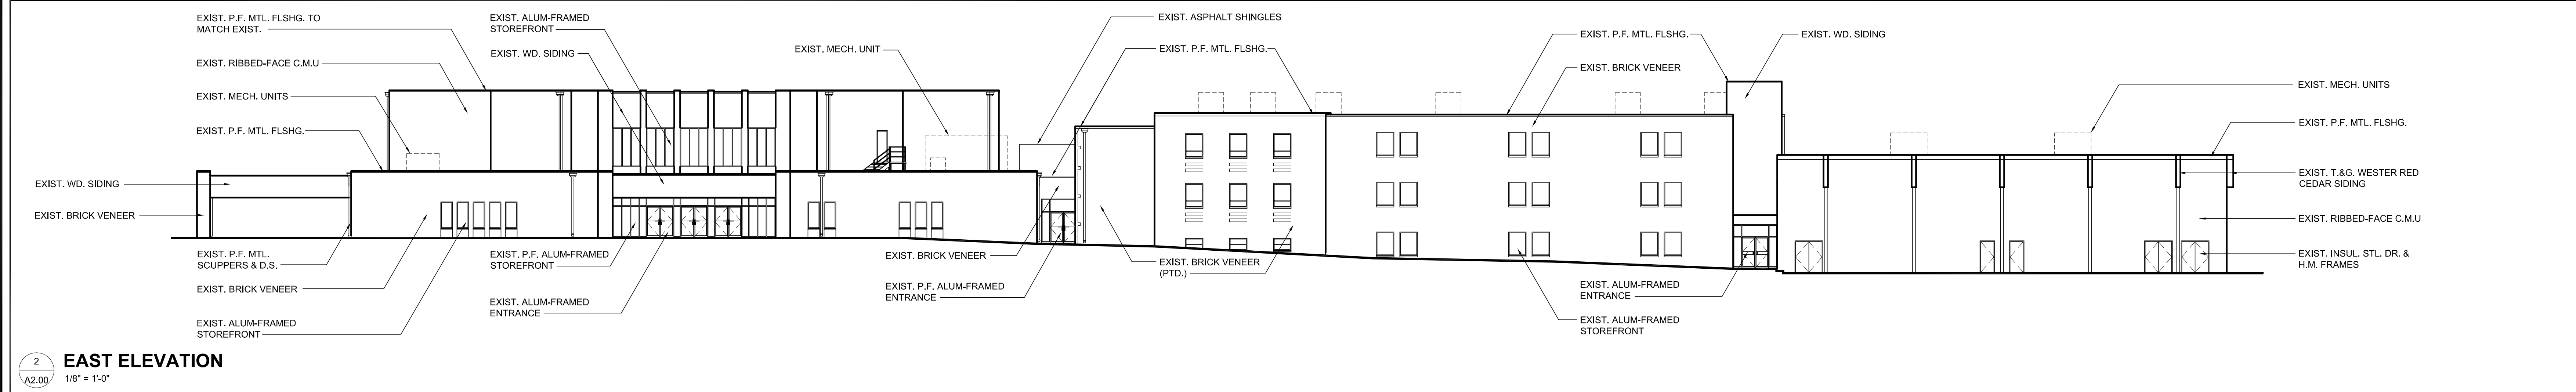 EXIST. P.F. MTL. FLSHG. TO
MATCH EXIST.
EXIST. RIBBED-FACE C.M.U
EXIST. MECH. UNITS
EXIST. P.F. MTL. FLSHG.
EXIST. WD. SIDING
EXIST. BRICK VENEER
EXIST. P.F. MTL.
SCUPPERS & D.S.
EXIST. BRICK VENEER
EXIST. ALUM-FRAMED
STOREFRONT
EXIST. ALUM-FRAMED
STOREFRONT
EXIST. WD. SIDING
EXIST. P.F. ALUM-FRAMED
STOREFRONT
EXIST. ALUM-FRAMED
ENTRANCE
EXIST. MECH. UNIT
EXIST. BRICK VENEER
EXIST. P.F. ALUM-FRAMED
ENTRANCE
EXIST. ASPHALT SHINGLES
EXIST. P.F. MTL. FLSHG.
EXIST. BRICK VENEER
(PTD.)
EXIST. P.F. MTL. FLSHG.
EXIST. BRICK VENEER
EXIST. ALUM-FRAMED
ENTRANCE
EXIST. ALUM-FRAMED
STOREFRONT
EXIST. WD. SIDING
EXIST. MECH. UNITS
EXIST. P.F. MTL. FLSHG.
EXIST. T.&G. WESTER RED
CEDAR SIDING
EXIST. RIBBED-FACE C.M.U
EXIST. INSUL. STL. DR. &
H.M. FRAMES
2
A2.00
EAST ELEVATION
1/8" = 1'-0"